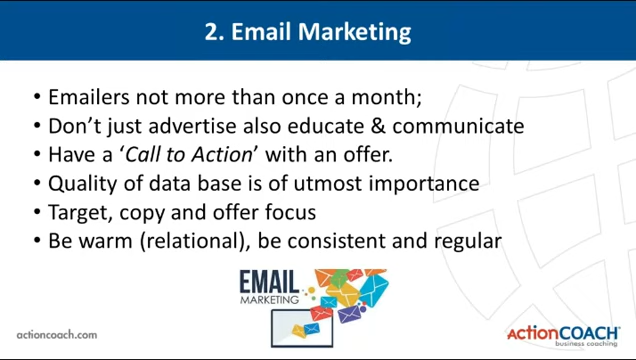 2. Email Marketing
• Emailers not more than once a month;
• Don't just advertise also educate & communicate
• Have a 'Call to Action' with an offer.
• Quality of data base is of utmost importance
• Target, copy and offer focus
• Be warm (relational), be consistent and regular
EMAIL
MARKETING
actioncoach.com
ActionCOACH
business coaching